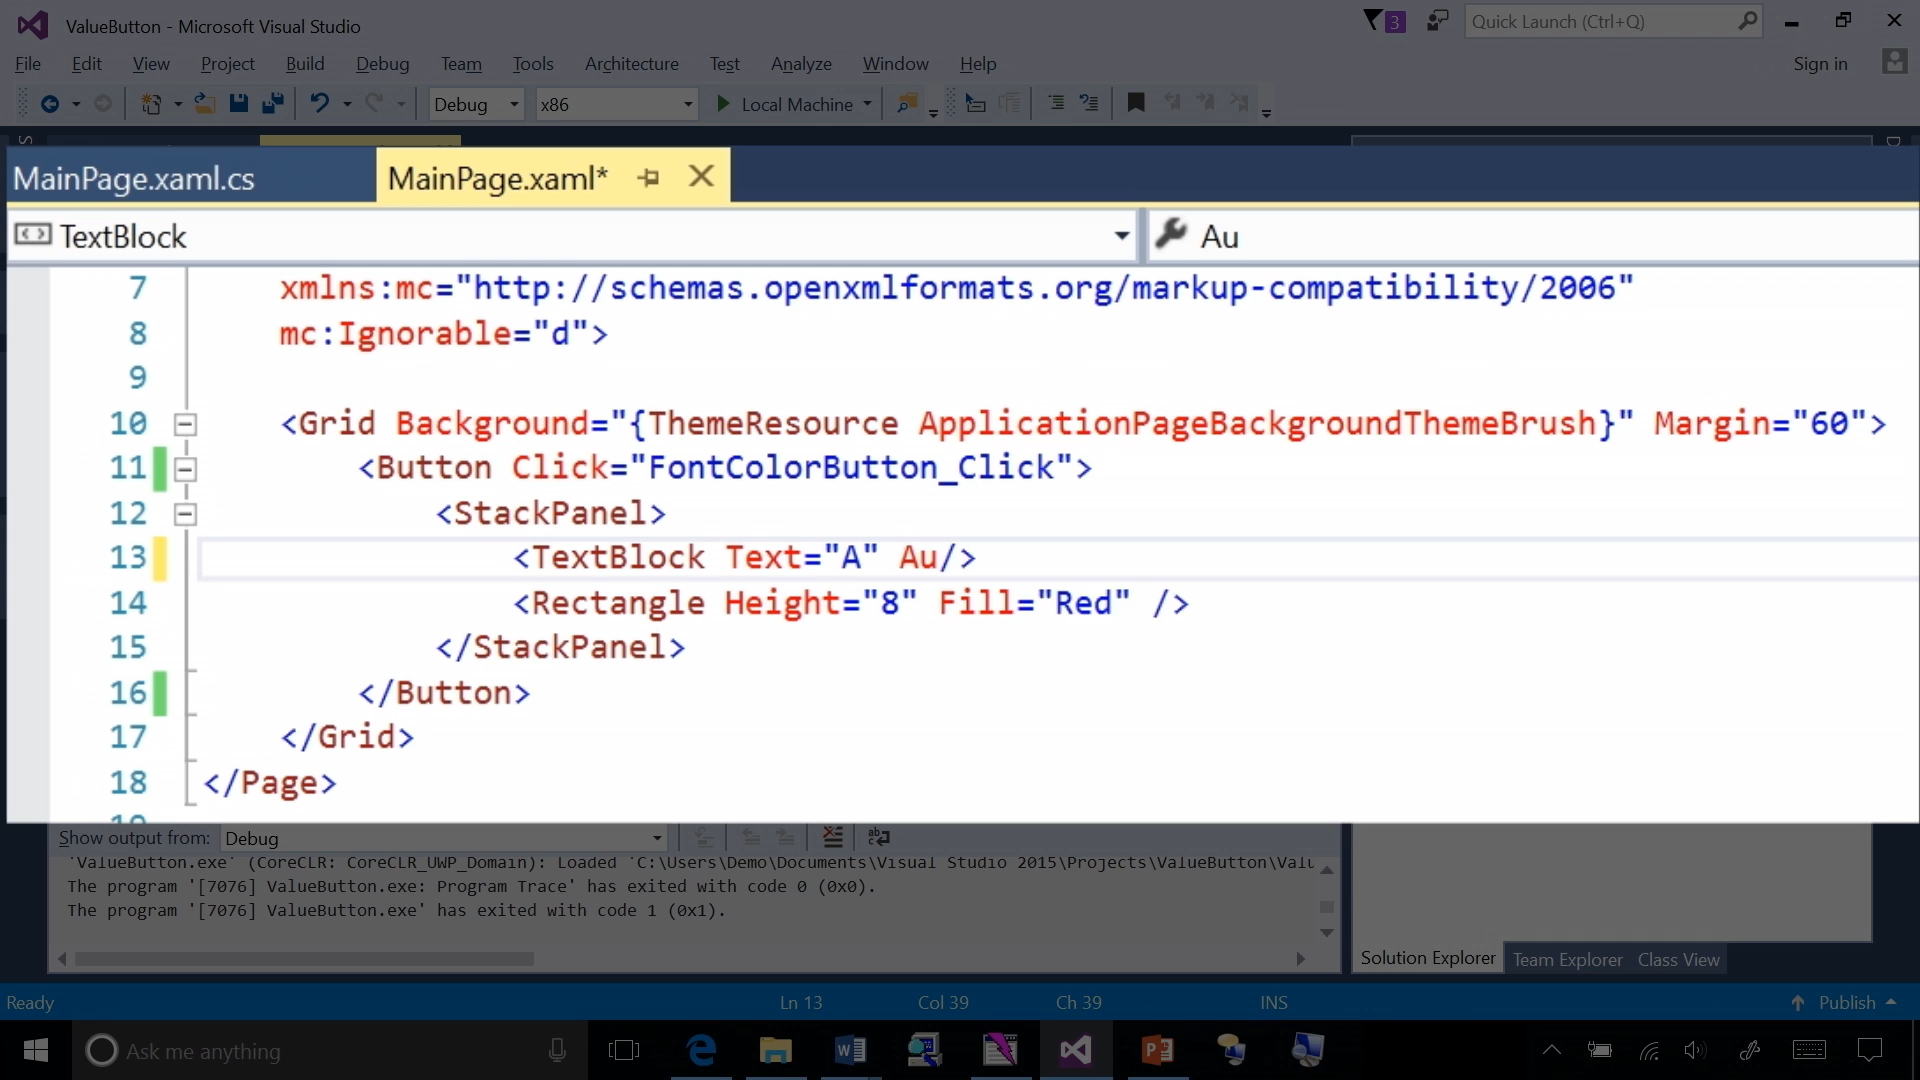 ValueButton - Microsoft Visual Studio
3
Quick Launch (Ctrl+Q)
File Edit View Project Build Debug Team Tools Architecture Test Analyze Window Help
Sign in
Debug x86 Local Machine
MainPage.xaml.cs MainPage.xaml*
TextBlock Au
7 xmlns:mc="http://schemas.openxmlformats.org/markup-compatibility/2006"
8 mc:Ignorable="d">
9
10 <Grid Background="{ThemeResource ApplicationPageBackgroundThemeBrush}" Margin="60">
11 <Button Click="FontColorButton_Click">
12 <StackPanel>
13 <TextBlock Text="A" Au/>
14 <Rectangle Height="8" Fill="Red" />
15 </StackPanel>
16 </Button>
17 </Grid>
18 </Page>
Show output from: Debug
'ValueButton.exe' (CoreCLR: CoreCLR_UWP_Domain): Loaded 'C:\Users\Demo\Documents\Visual Studio 2015\Projects\ValueButton\Valu
The program '[7076] ValueButton.exe: Program Trace' has exited with code 0 (0x0).
The program '[7076] ValueButton.exe' has exited with code 1 (0x1).
Solution Explorer Team Explorer Class View
Ready Ln 13 Col 39 Ch 39 INS Publish
Ask me anything